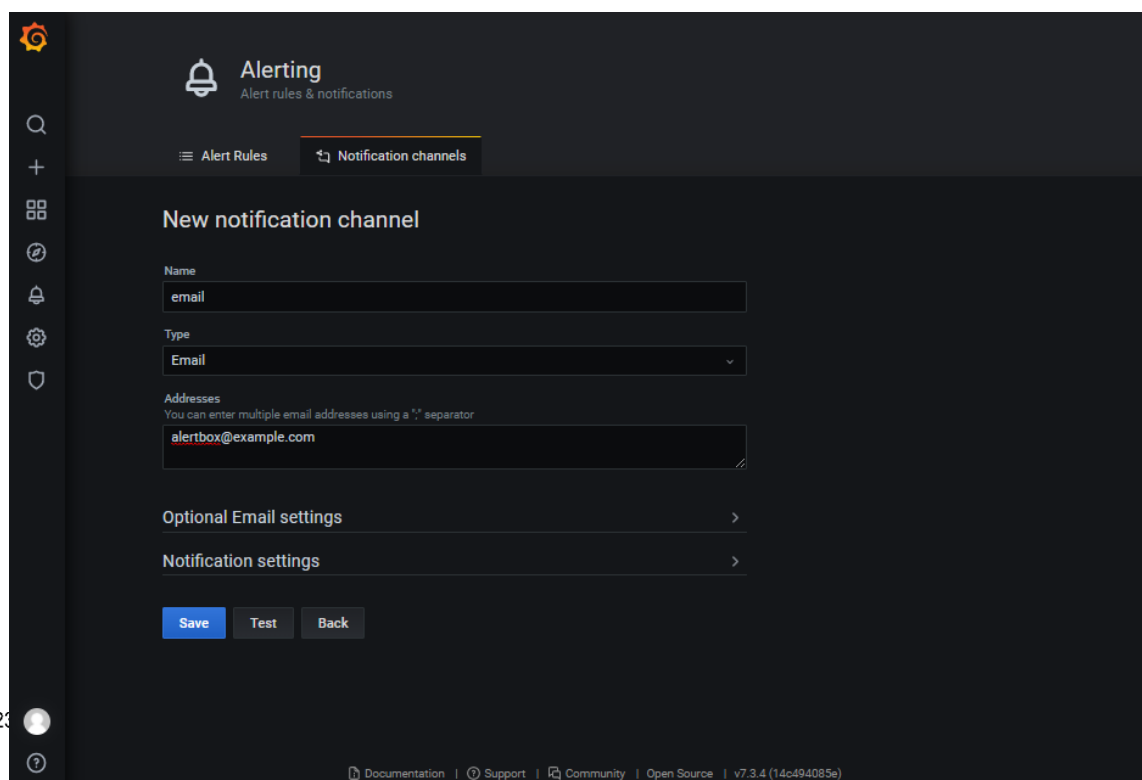 Alerting
Alert rules & notifications
Alert Rules
Notification channels
New notification channel
Name
email
Type
Email
Addresses
You can enter multiple email addresses using a ";" separator
alertbox@example.com
Optional Email settings
Notification settings
Save Test Back
23
Documentation | Support | Community | Open Source | v7.3.4 (14c494085e)